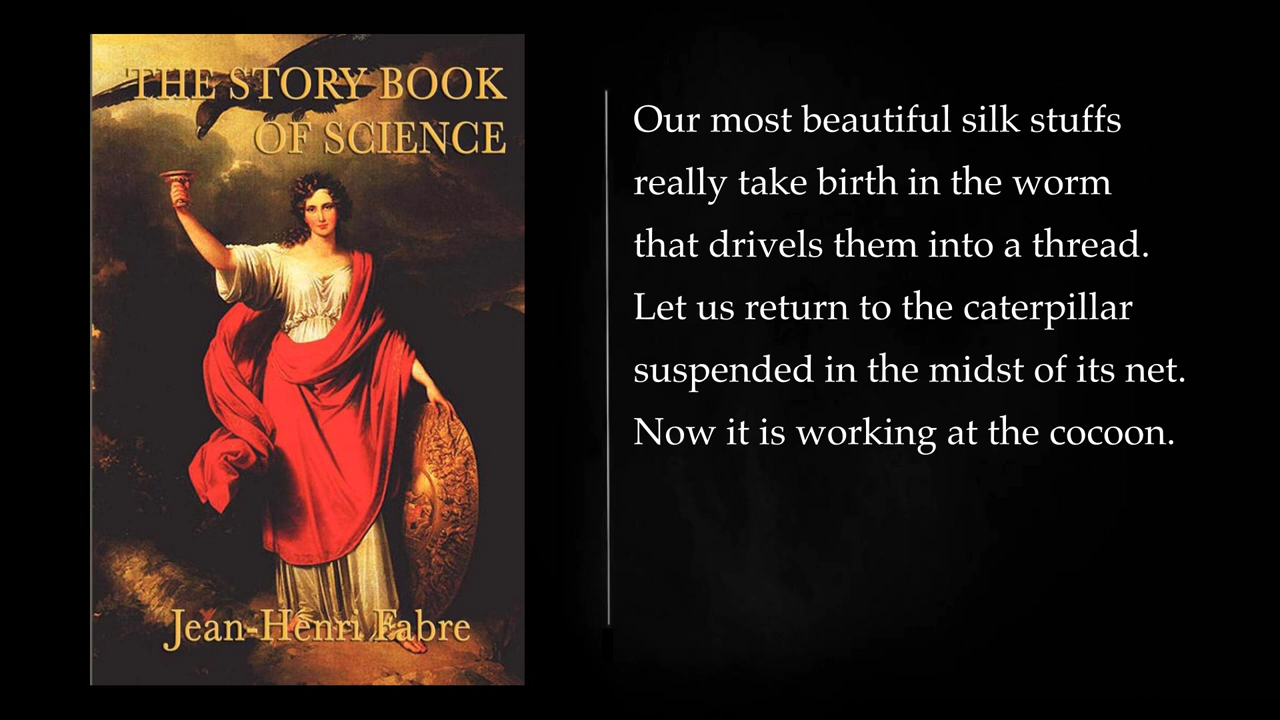 THE STORY BOOK
OF SCIENCE
Jean-Henri Fabre
Our most beautiful silk stuffs
really take birth in the worm
that drivels them into a thread.
Let us return to the caterpillar
suspended in the midst of its net.
Now it is working at the cocoon.